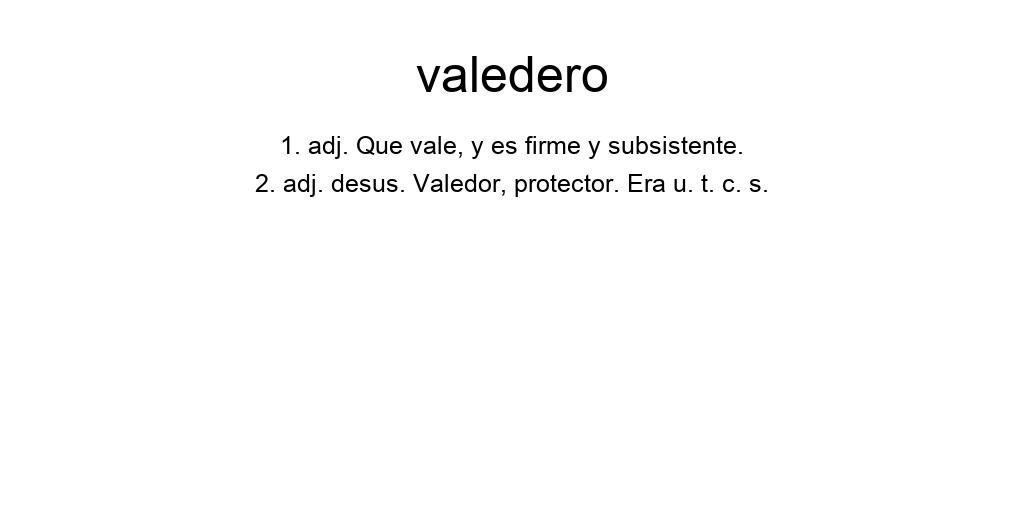 valedero
1. adj. Que vale, y es firme y subsistente.
2. adj. desus. Valedor, protector. Era u. t. c. s.